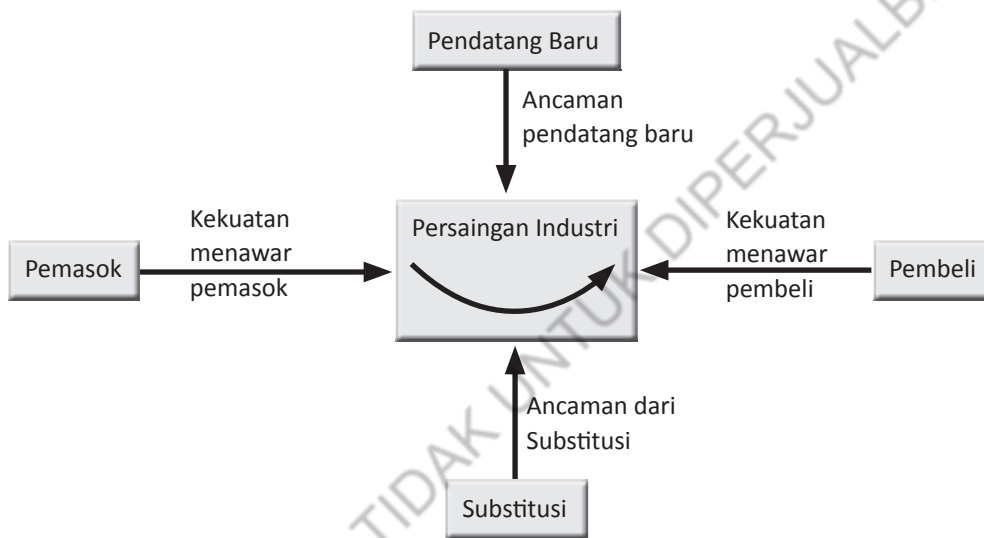 Pendatang Baru
Ancaman
pendatang baru
Persaingan Industri
Pemasok
Kekuatan
menawar
pemasok
Kekuatan
menawar
pembeli
Pembeli
Ancaman dari
Substitusi
Substitusi
TIDAK UNTUK DIPERJUALB